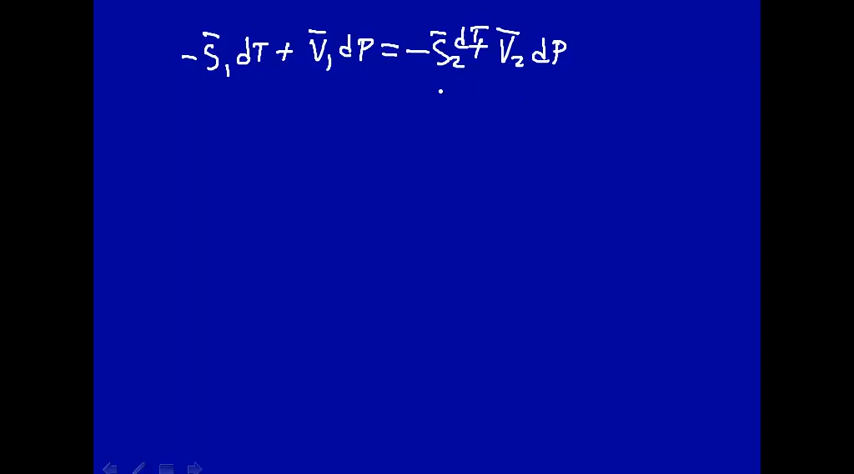 -S̄₁dT + V̄₁dP = -S̄₂dT + V̄₂dP